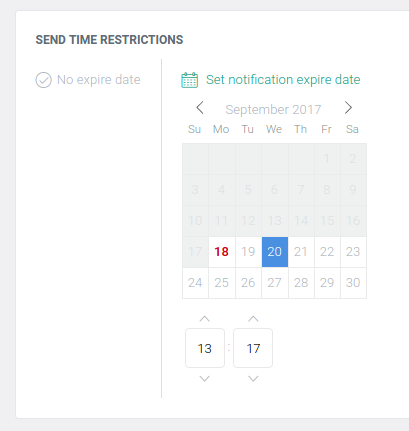 SEND TIME RESTRICTIONS
No expire date
Set notification expire date
September 2017
Su Mo Tu We Th Fr Sa
1 2
3 4 5 6 7 8 9
10 11 12 13 14 15 16
17 18 19 20 21 22 23
24 25 26 27 28 29 30
13 : 17